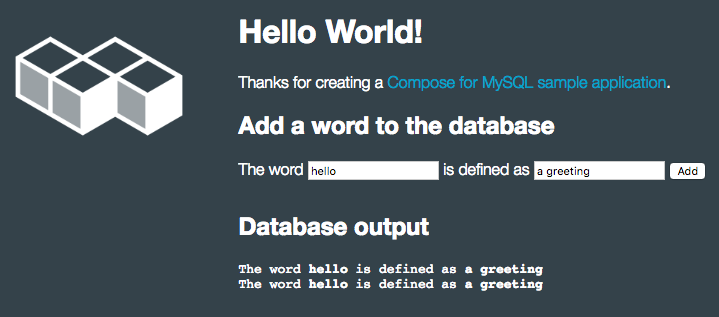 Hello World!
Thanks for creating a Compose for MySQL sample application.
Add a word to the database
The word hello is defined as a greeting Add
Database output
The word hello is defined as a greeting
The word hello is defined as a greeting